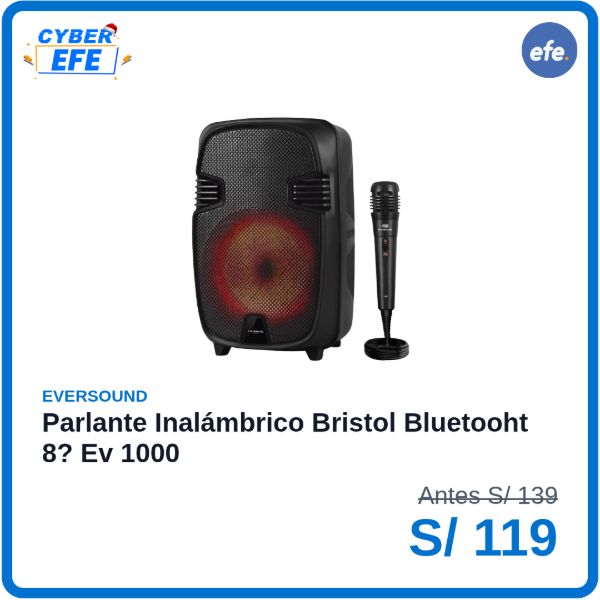 CYBER
EFE
efe.
EVERSOUND
Parlante Inalámbrico Bristol Bluetooht
8? Ev 1000
Antes S/ 139
S/ 119